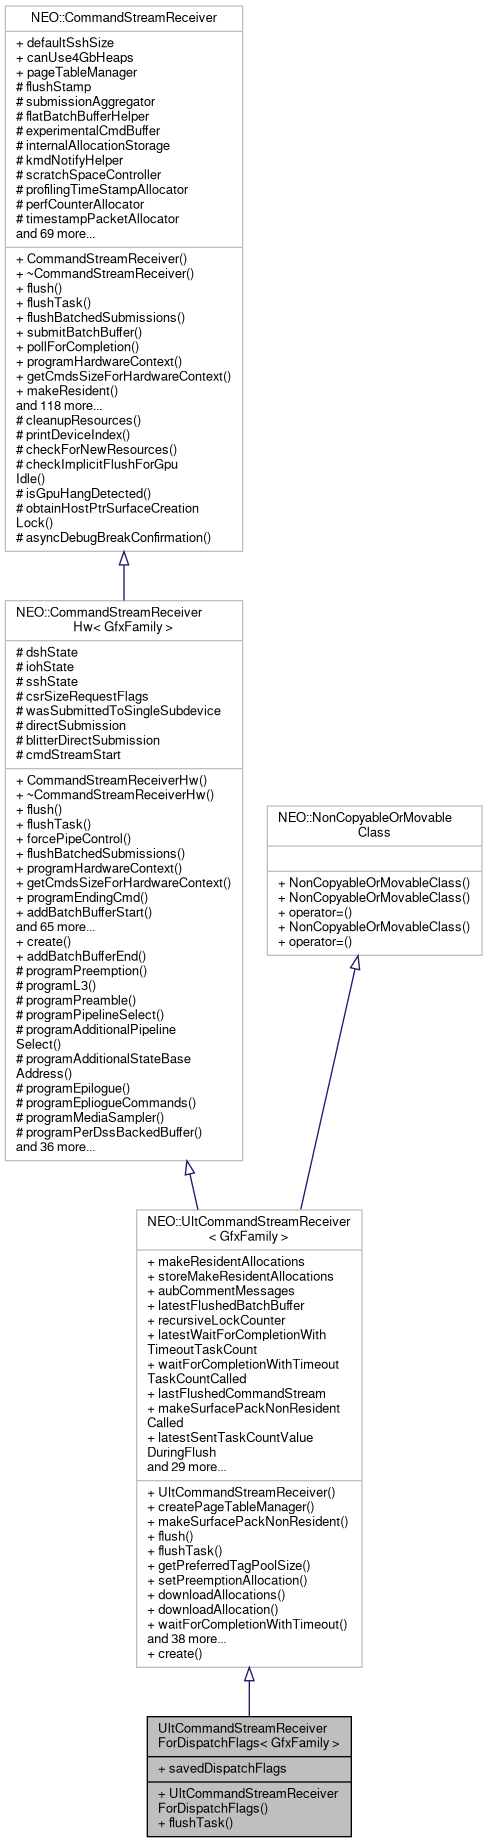 NEO::CommandStreamReceiver
+ defaultSshSize
+ canUse4GbHeaps
+ pageTableManager
# flushStamp
# submissionAggregator
# flatBatchBufferHelper
# experimentalCmdBuffer
# internalAllocationStorage
# kmdNotifyHelper
# scratchSpaceController
# profilingTimeStampAllocator
# perfCounterAllocator
# timestampPacketAllocator
and 69 more...
+ CommandStreamReceiver()
+ ~CommandStreamReceiver()
+ flush()
+ flushTask()
+ flushBatchedSubmissions()
+ submitBatchBuffer()
+ pollForCompletion()
+ programHardwareContext()
+ getCmdsSizeForHardwareContext()
+ makeResident()
and 118 more...
# cleanupResources()
# printDeviceIndex()
# checkForNewResources()
# checkImplicitFlushForGpu
Idle()
# isGpuHangDetected()
# obtainHostPtrSurfaceCreation
Lock()
# asyncDebugBreakConfirmation()
NEO::CommandStreamReceiver
Hw< GfxFamily >
# dshState
# iohState
# sshState
# csrSizeRequestFlags
# wasSubmittedToSingleSubdevice
# directSubmission
# blitterDirectSubmission
# cmdStreamStart
+ CommandStreamReceiverHw()
+ ~CommandStreamReceiverHw()
+ flush()
+ flushTask()
+ forcePipeControl()
+ flushBatchedSubmissions()
+ programHardwareContext()
+ getCmdsSizeForHardwareContext()
+ programEndingCmd()
+ addBatchBufferStart()
and 65 more...
+ create()
+ addBatchBufferEnd()
# programPreemption()
# programL3()
# programPreamble()
# programPipelineSelect()
# programAdditionalPipeline
Select()
# programAdditionalStateBase
Address()
# programEpilogue()
# programEpliogueCommands()
# programMediaSampler()
# programPerDssBackedBuffer()
and 36 more...
NEO::NonCopyableOrMovable
Class
+ NonCopyableOrMovableClass()
+ NonCopyableOrMovableClass()
+ operator=()
+ NonCopyableOrMovableClass()
+ operator=()
NEO::UltCommandStreamReceiver
< GfxFamily >
+ makeResidentAllocations
+ storeMakeResidentAllocations
+ aubCommentMessages
+ latestFlushedBatchBuffer
+ recursiveLockCounter
+ latestWaitForCompletionWith
TimeoutTaskCount
+ waitForCompletionWithTimeout
TaskCountCalled
+ lastFlushedCommandStream
+ makeSurfacePackNonResident
Called
+ latestSentTaskCountValue
DuringFlush
and 29 more...
+ UltCommandStreamReceiver()
+ createPageTableManager()
+ makeSurfacePackNonResident()
+ flush()
+ flushTask()
+ getPreferredTagPoolSize()
+ setPreemptionAllocation()
+ downloadAllocations()
+ downloadAllocation()
+ waitForCompletionWithTimeout()
and 38 more...
+ create()
UltCommandStreamReceiver
ForDispatchFlags< GfxFamily >
+ savedDispatchFlags
+ UltCommandStreamReceiver
ForDispatchFlags()
+ flushTask()